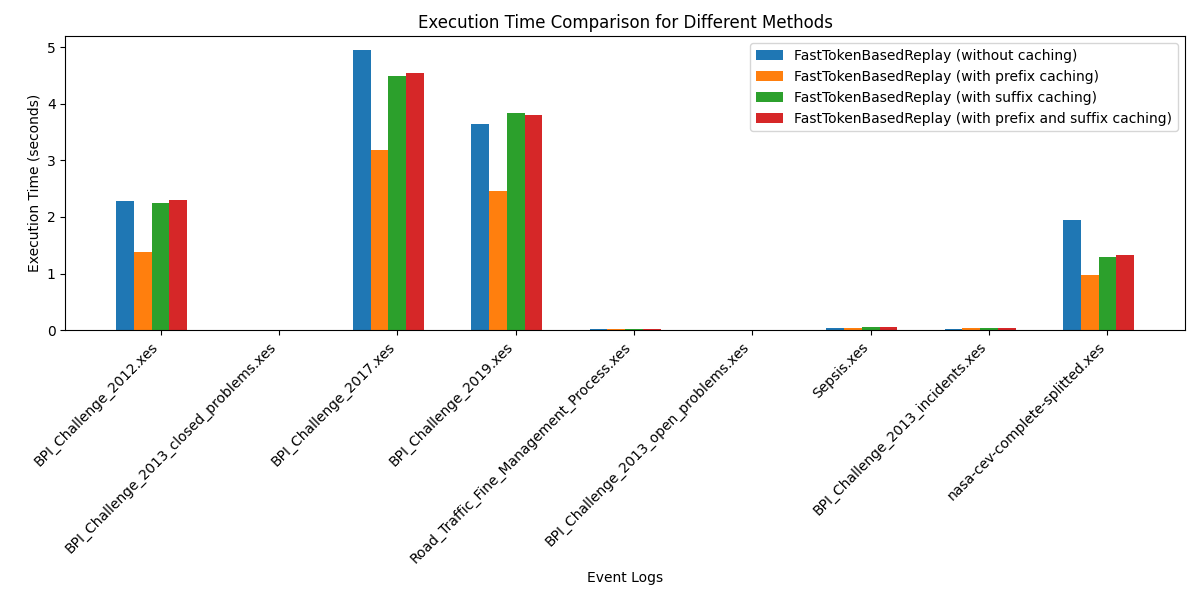 Execution Time Comparison for Different Methods
Execution Time (seconds)
5
4
3
2
1
0
FastTokenBasedReplay (without caching)
FastTokenBasedReplay (with prefix caching)
FastTokenBasedReplay (with suffix caching)
FastTokenBasedReplay (with prefix and suffix caching)
BPI_Challenge_2012.xes
BPI_Challenge_2013_closed_problems.xes
BPI_Challenge_2017.xes
BPI_Challenge_2019.xes
Road_Traffic_Fine_Management_Process.xes
BPI_Challenge_2013_open_problems.xes
Sepsis.xes
BPI_Challenge_2013_incidents.xes
nasa-cev-complete-splitted.xes
Event Logs